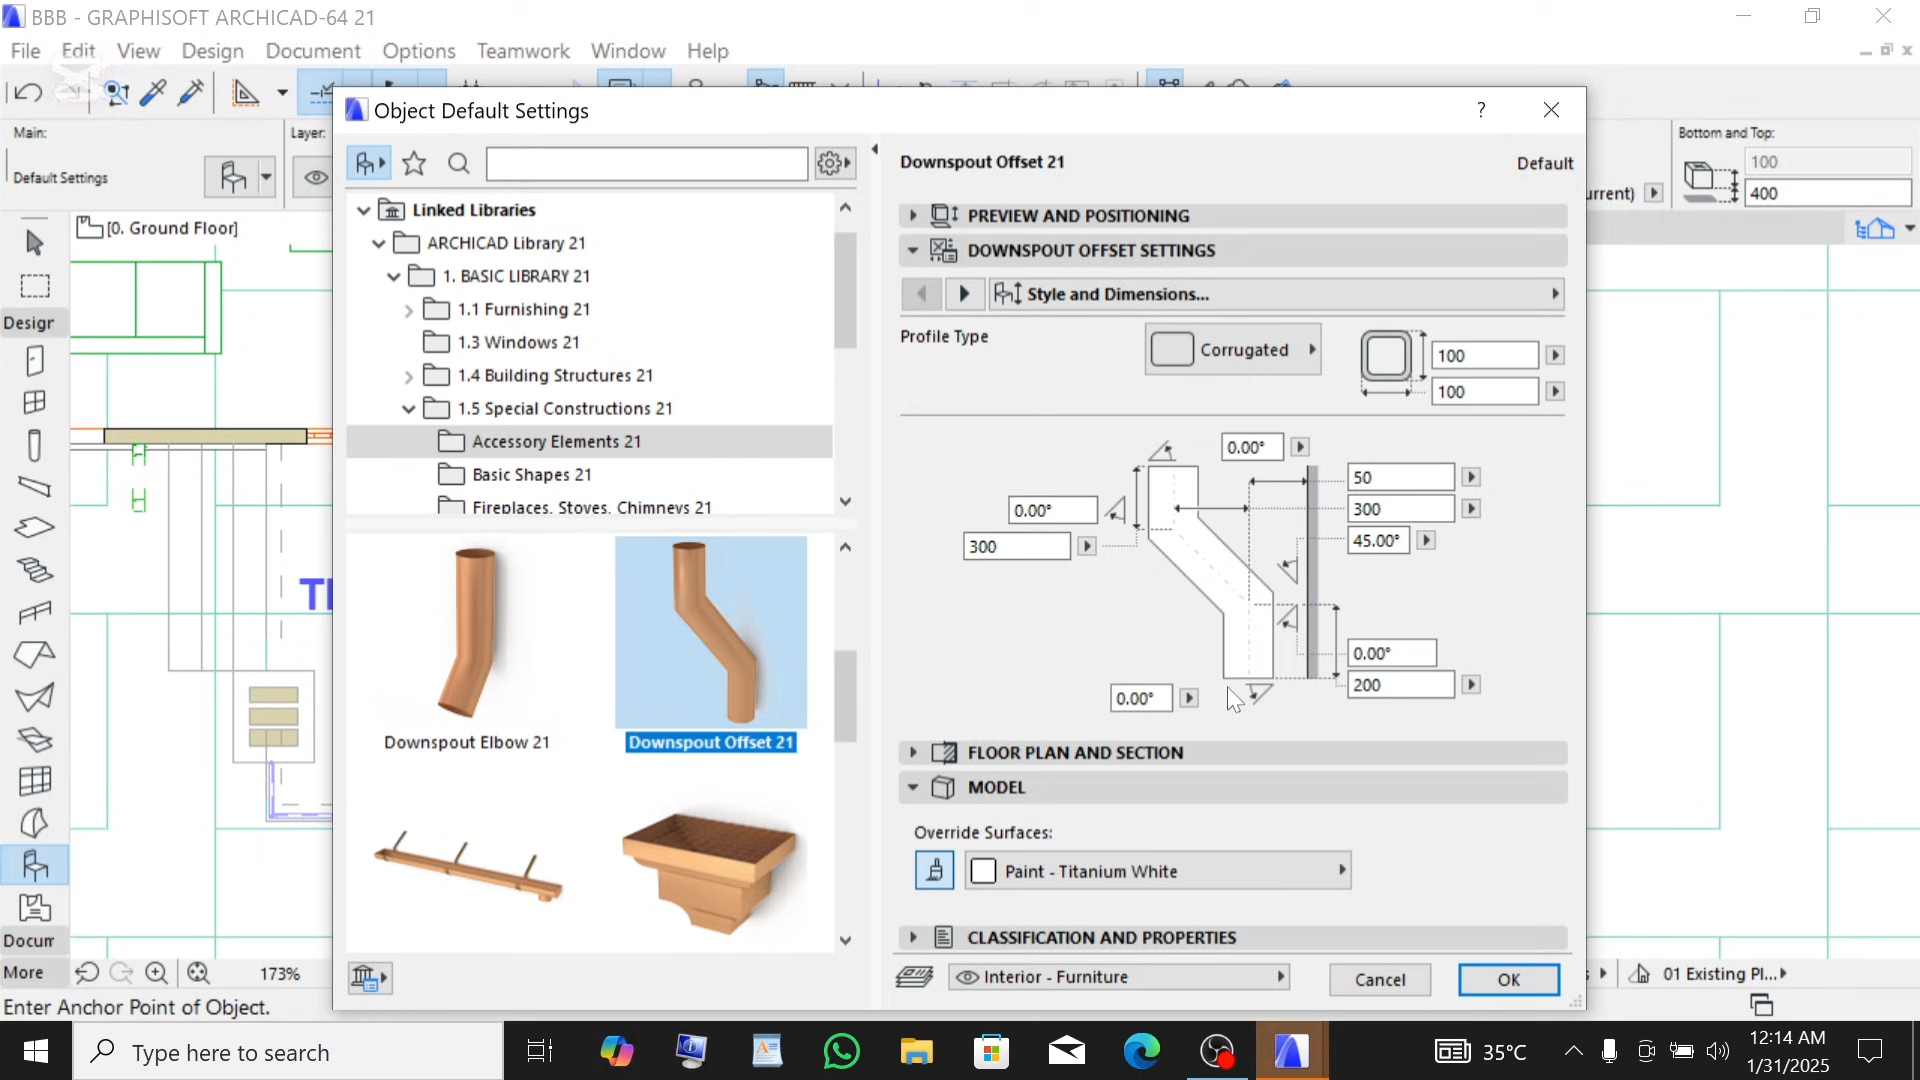 BBB - GRAPHISOFT ARCHICAD-64 21
File Edit View Design Document Options Teamwork Window Help
Object Default Settings
?
Main:
Layer:
Bottom and Top:
Default Settings
Downspout Offset 21
Default
100
urrent)
400
Linked Libraries
PREVIEW AND POSITIONING
[0. Ground Floor]
ARCHICAD Library 21
DOWNSPOUT OFFSET SETTINGS
1. BASIC LIBRARY 21
Style and Dimensions...
1.1 Furnishing 21
Design
Profile Type
Corrugated
100
1.3 Windows 21
1.4 Building Structures 21
100
1.5 Special Constructions 21
Accessory Elements 21
0.00°
Basic Shapes 21
50
Fireplaces, Stoves, Chimneys 21
0.00°
300
300
45.00°
0.00°
200
0.00°
Downspout Elbow 21
Downspout Offset 21
FLOOR PLAN AND SECTION
MODEL
Override Surfaces:
Paint - Titanium White
Docum
CLASSIFICATION AND PROPERTIES
More
173%
Interior - Furniture
Cancel
OK
01 Existing Pl...
Enter Anchor Point of Object.
Type here to search
35°C
12:14 AM
1/31/2025